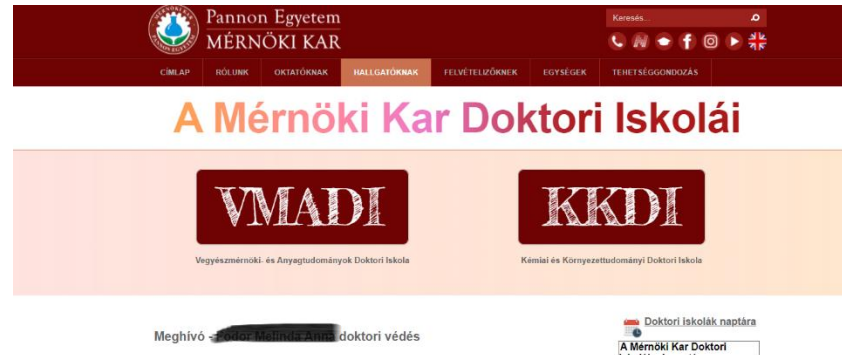 Pannon Egyetem
MÉRNÖKI KAR
Keresés...
CÍMLAP RÓLUNK OKTATÓKNAK HALLGATÓKNAK FELVÉTELIZŐKNEK EGYSÉGEK TEHETSÉGGONDOZÁS
A Mérnöki Kar Doktori Iskolái
VMADI
KKDI
Vegyészmérnöki- és Anyagtudományok Doktori Iskola
Kémiai és Környezettudományi Doktori Iskola
Doktori iskolák naptára
Meghívó - doktori védés
A Mérnöki Kar Doktori